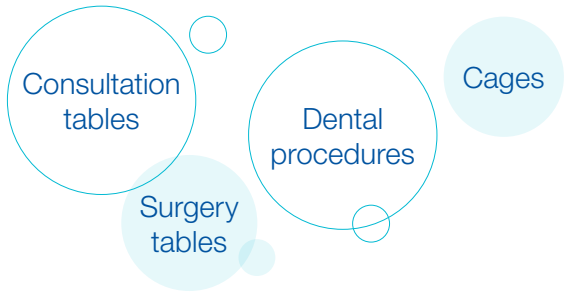 Consultation
tables
Dental
procedures
Cages
Surgery
tables